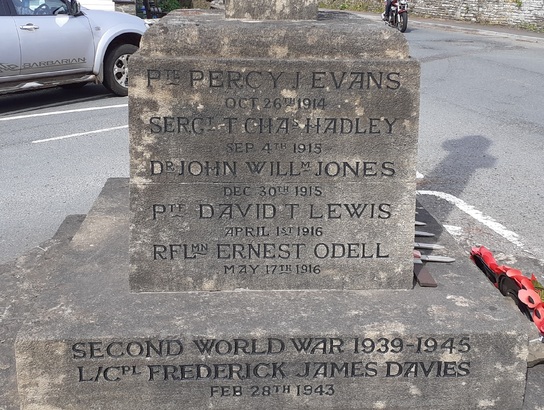 BARBARIAN
PTE PERCY J EVANS
OCT 26TH 1914
SERGT T CHAS HADLEY
SEP 4TH 1915
DR JOHN WILLM JONES
DEC 30TH 1915
PTE DAVID T LEWIS
APRIL 1ST 1916
RFLMN ERNEST ODELL
MAY 17TH 1916
SECOND WORLD WAR 1939-1945
L/CPL FREDERICK JAMES DAVIES
FEB 28TH 1943